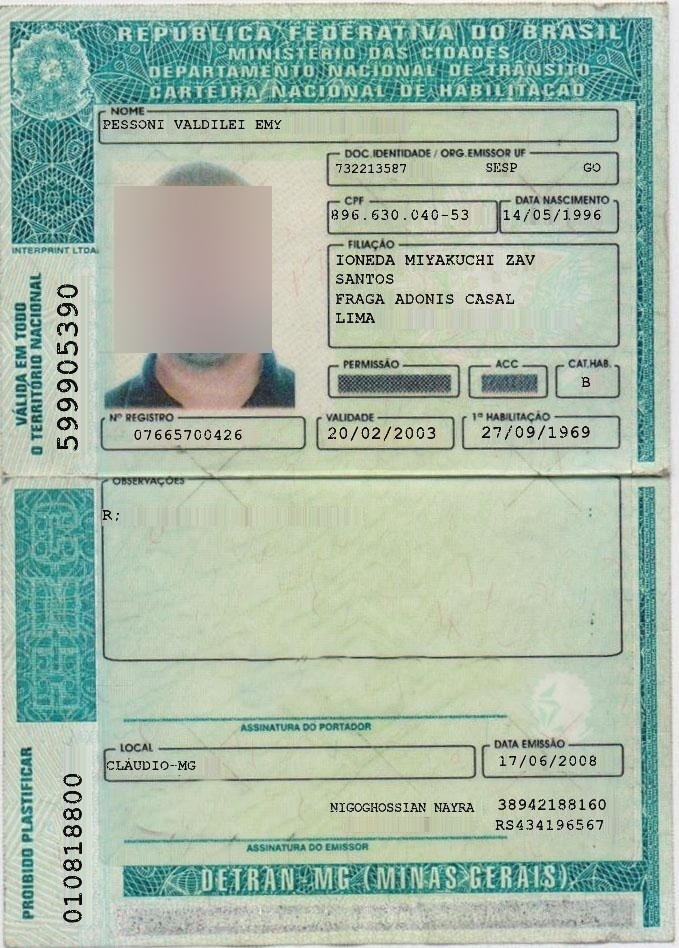 REPÚBLICA FEDERATIVA DO BRASIL
MINISTÉRIO DAS CIDADES
DEPARTAMENTO NACIONAL DE TRÂNSITO
CARTEIRA NACIONAL DE HABILITAÇÃO
NOME
PESSONI VALDILEI EMY
DOC. IDENTIDADE / ORG. EMISSOR UF
732213587 SESP GO
CPF DATA NASCIMENTO
896.630.040-53 14/05/1996
FILIAÇÃO
IONEDA MIYAKUCHI ZAV
SANTOS
FRAGA ADONIS CASAL
LIMA
PERMISSÃO ACC CAT. HAB.
B
Nº REGISTRO VALIDADE 1ª HABILITAÇÃO
07665700426 20/02/2003 27/09/1969
INTERPRINT LTDA.
VÁLIDA EM TODO
O TERRITÓRIO NACIONAL
599905390
OBSERVAÇÕES
R;
ASSINATURA DO PORTADOR
LOCAL DATA EMISSÃO
CLÁUDIO-MG 17/06/2008
NIGOGHOSSIAN NAYRA 38942188160
RS434196567
ASSINATURA DO EMISSOR
PROIBIDO PLASTIFICAR
010818800
DETRAN-MG (MINAS GERAIS)